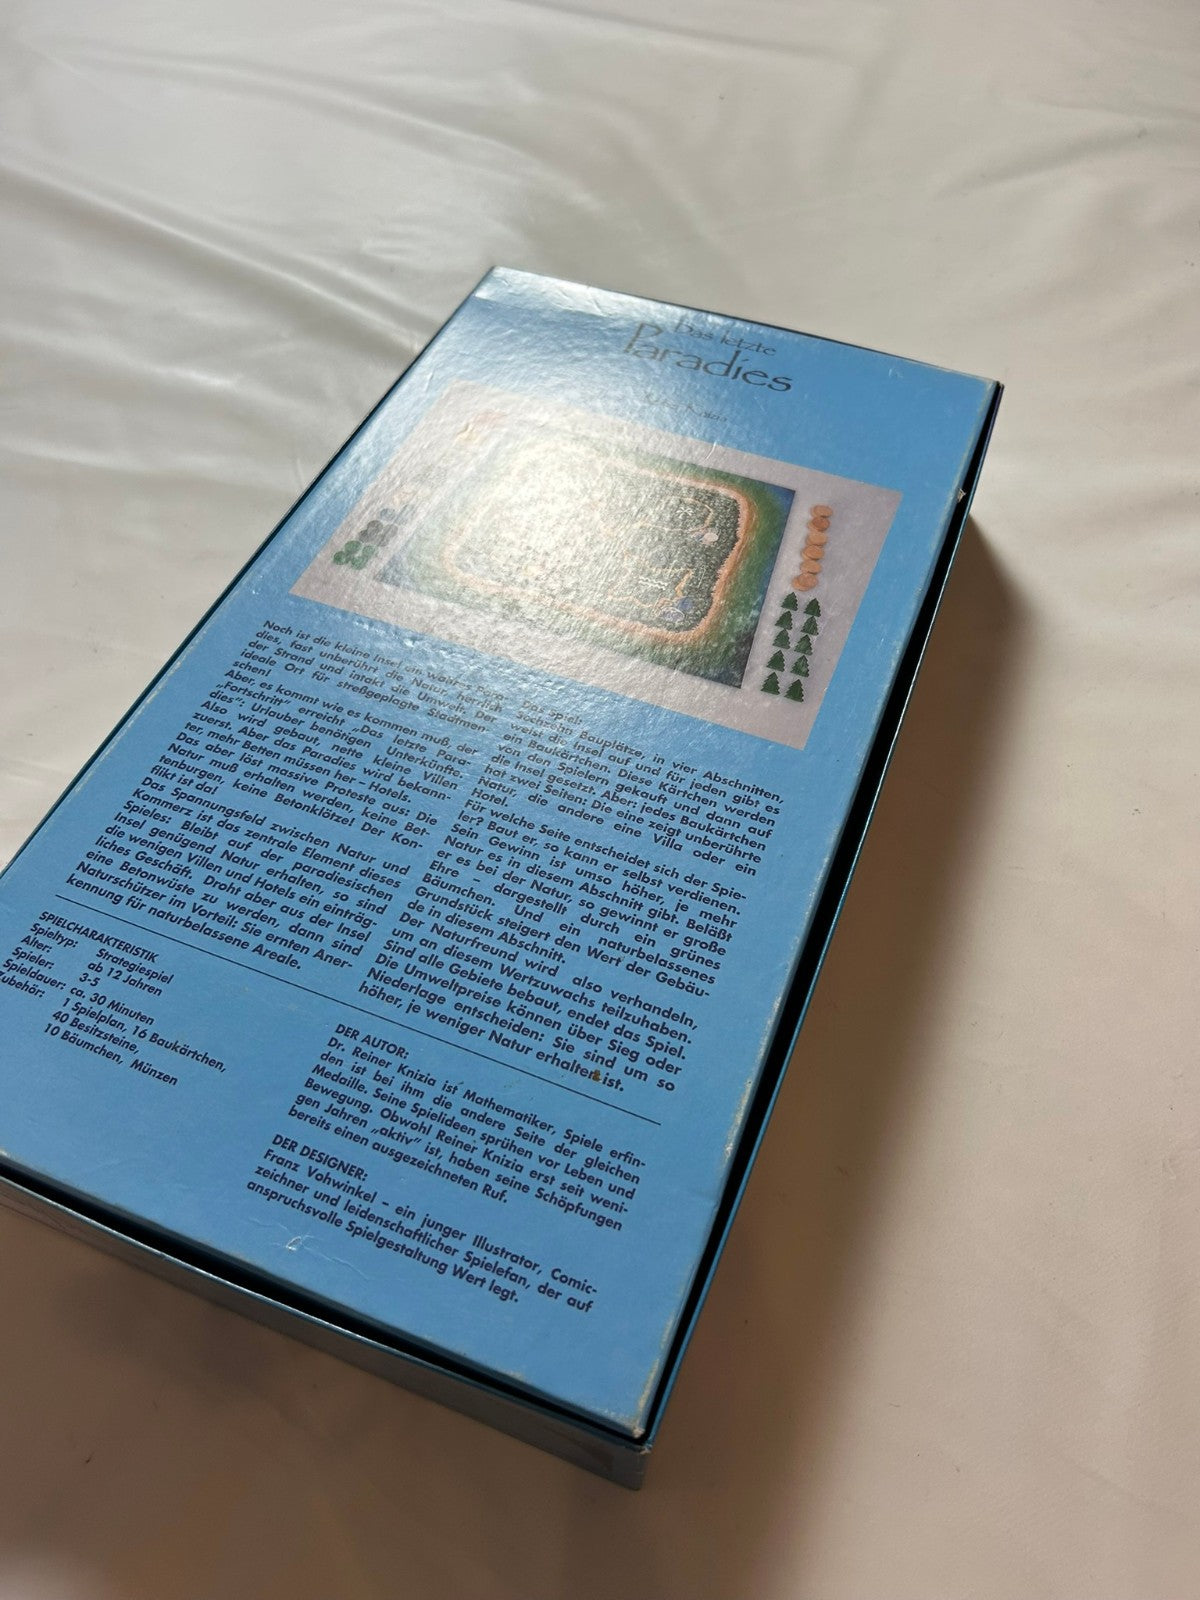 Das letzte
Paradies
Knizia
Noch ist die kleine Insel ein wahres Para-
dies, fast unberührt die Natur, herrlich
der Strand und intakt die Umwelt. Der
ideale Ort für streßgeplagte Stadtmen-
schen!
Aber, es kommt wie es kommen muß, der
„Fortschritt“ erreicht „Das letzte Para-
dies“; Urlauber benötigen Unterkünfte.
Also wird gebaut, nette kleine Villen
zuerst. Aber das Paradies wird bekann-
ter, mehr Betten müssen her – Hotels.
Das aber löst massive Proteste aus: Die
Natur muß erhalten werden, keine Bet-
tenburgen, keine Betonklötze! Der Kon-
flikt ist da!
Das Spannungsfeld zwischen Natur und
Kommerz ist das zentrale Element dieses
Spieles: Bleibt auf der paradiesischen
Insel genügend Natur erhalten, so sind
die wenigen Villen und Hotels ein einträg-
liches Geschäft. Droht aber aus der Insel
eine Betonwüste zu werden, dann sind
Naturschützer im Vorteil: Sie ernten Aner-
kennung für naturbelassene Areale.
Das Spiel:
Sechzehn Bauplätze, in vier Abschnitten,
weist die Insel auf und für jeden gibt es
ein Baukärtchen. Diese Kärtchen werden
von den Spielern gekauft und dann auf
die Insel gesetzt. Aber: Jedes Baukärtchen
hat zwei Seiten: Die eine zeigt unberührte
Natur, die andere eine Villa oder ein
Hotel.
Für welche Seite entscheidet sich der Spie-
ler? Baut er, so kann er selbst verdienen.
Sein Gewinn ist umso höher, je mehr
Natur es in diesem Abschnitt gibt. Beläßt
er es bei der Natur, so gewinnt er große
Ehre – dargestellt durch ein grünes
Bäumchen. Und ein naturbelassenes
Grundstück steigert den Wert der Gebäu-
de in diesem Abschnitt.
Der Naturfreund wird also verhandeln,
um an diesem Wertzuwachs teilzuhaben.
Sind alle Gebiete bebaut, endet das Spiel.
Die Umweltpreise können über Sieg oder
Niederlage entscheiden: Sie sind um so
höher, je weniger Natur erhalten ist.
SPIELCHARAKTERISTIK
Spieltyp: Strategiespiel
Alter: ab 12 Jahren
Spieler: 3-5
Spieldauer: ca. 30 Minuten
Zubehör: 1 Spielplan, 16 Baukärtchen,
40 Besitzsteine,
10 Bäumchen, Münzen
DER AUTOR:
Dr. Reiner Knizia ist Mathematiker, Spiele erfin-
den ist bei ihm die andere Seite der gleichen
Medaille. Seine Spielideen sprühen vor Leben und
Bewegung. Obwohl Reiner Knizia erst seit weni-
gen Jahren „aktiv“ ist, haben seine Schöpfungen
bereits einen ausgezeichneten Ruf.
DER DESIGNER:
Franz Vohwinkel – ein junger Illustrator, Comic-
zeichner und leidenschaftlicher Spielefan, der auf
anspruchsvolle Spielgestaltung Wert legt.